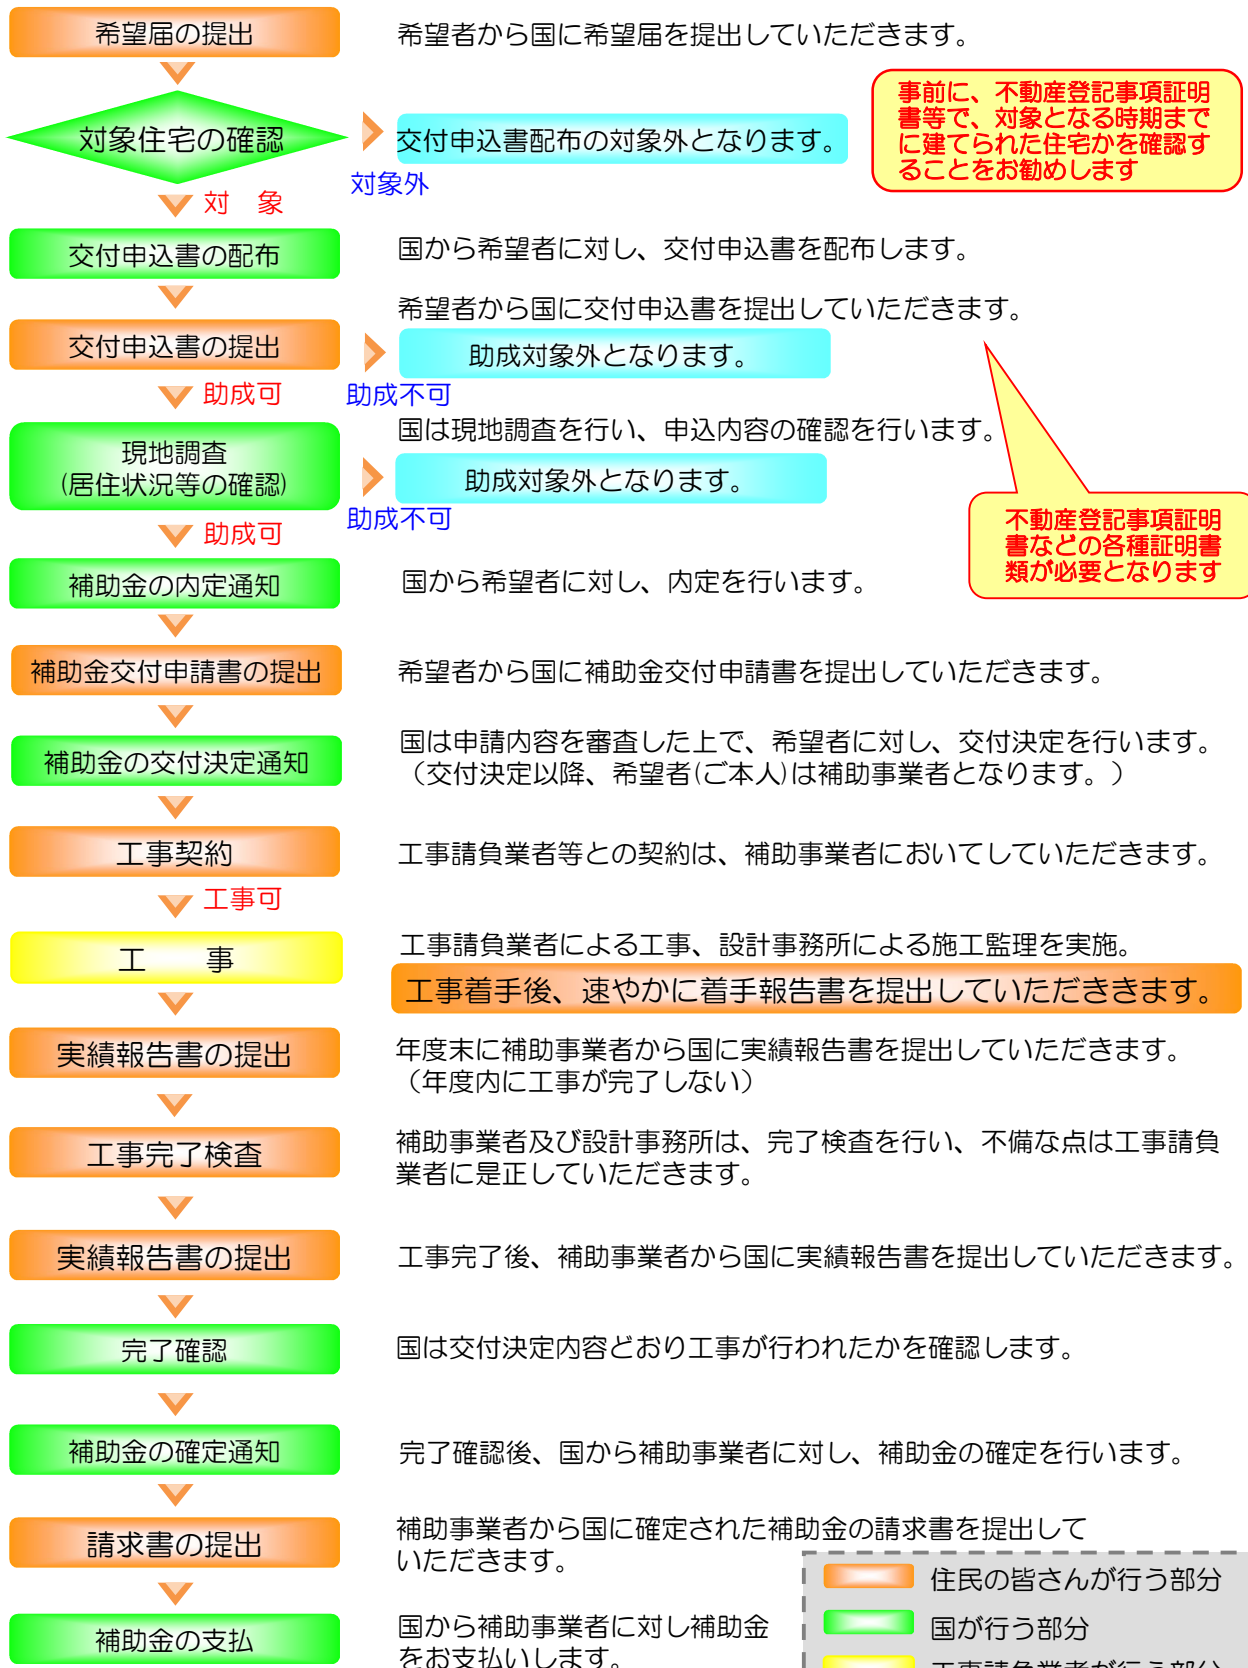 希望届の提出
希望者から国に希望届を提出していただきます。
事前に、不動産登記事項証明
書等で、対象となる時期まで
に建てられた住宅かを確認す
ることをお勧めします
対象住宅の確認
交付申込書配布の対象外となります。
対象外
対　象
交付申込書の配布
国から希望者に対し、交付申込書を配布します。
希望者から国に交付申込書を提出していただきます。
交付申込書の提出
助成対象外となります。
助成可
助成不可
国は現地調査を行い、申込内容の確認を行います。
現地調査
(居住状況等の確認)
助成対象外となります。
助成不可
助成可
不動産登記事項証明
書などの各種証明書
類が必要となります
補助金の内定通知
国から希望者に対し、内定を行います。
補助金交付申請書の提出
希望者から国に補助金交付申請書を提出していただきます。
補助金の交付決定通知
国は申請内容を審査した上で、希望者に対し、交付決定を行います。
（交付決定以降、希望者(ご本人)は補助事業者となります。）
工事契約
工事請負業者等との契約は、補助事業者においてしていただきます。
工事可
工　　事
工事請負業者による工事、設計事務所による施工監理を実施。
工事着手後、速やかに着手報告書を提出していただききます。
実績報告書の提出
年度末に補助事業者から国に実績報告書を提出していただきます。
（年度内に工事が完了しない）
工事完了検査
補助事業者及び設計事務所は、完了検査を行い、不備な点は工事請負
業者に是正していただきます。
実績報告書の提出
工事完了後、補助事業者から国に実績報告書を提出していただきます。
完了確認
国は交付決定内容どおり工事が行われたかを確認します。
補助金の確定通知
完了確認後、国から補助事業者に対し、補助金の確定を行います。
請求書の提出
補助事業者から国に確定された補助金の請求書を提出して
いただきます。
補助金の支払
国から補助事業者に対し補助金
をお支払いします。
住民の皆さんが行う部分
国が行う部分
工事請負業者が行う部分